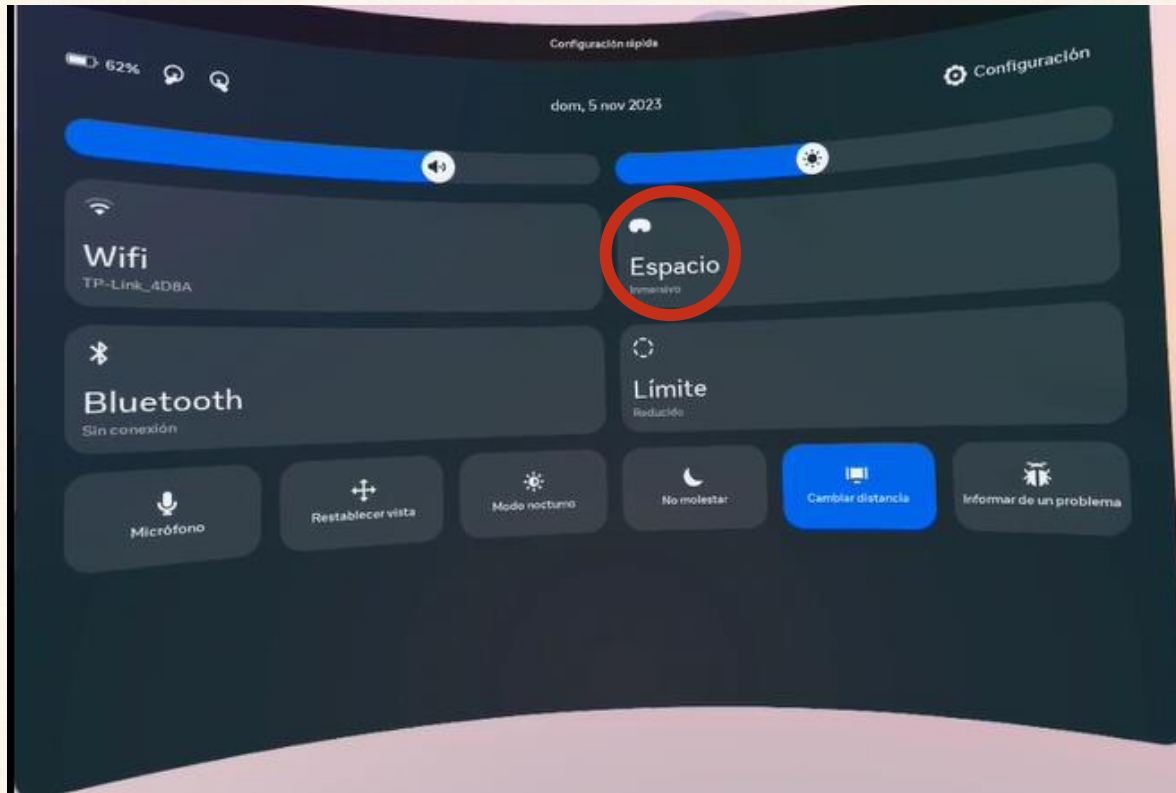 Configuración rápida
62%
Configuración
dom, 5 nov 2023
Wifi
TP-Link_4D8A
Espacio
Inmersivo
Bluetooth
Sin conexión
Límite
Reducido
Micrófono
Restablecer vista
Modo nocturno
No molestar
Cambiar distancia
Informar de un problema